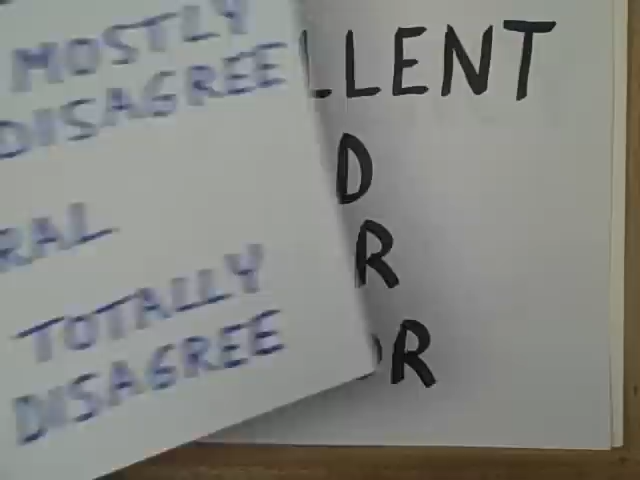 MOSTLY
DISAGREE
RAL
TOTALLY
DISAGREE
LLENT
D
R
OR